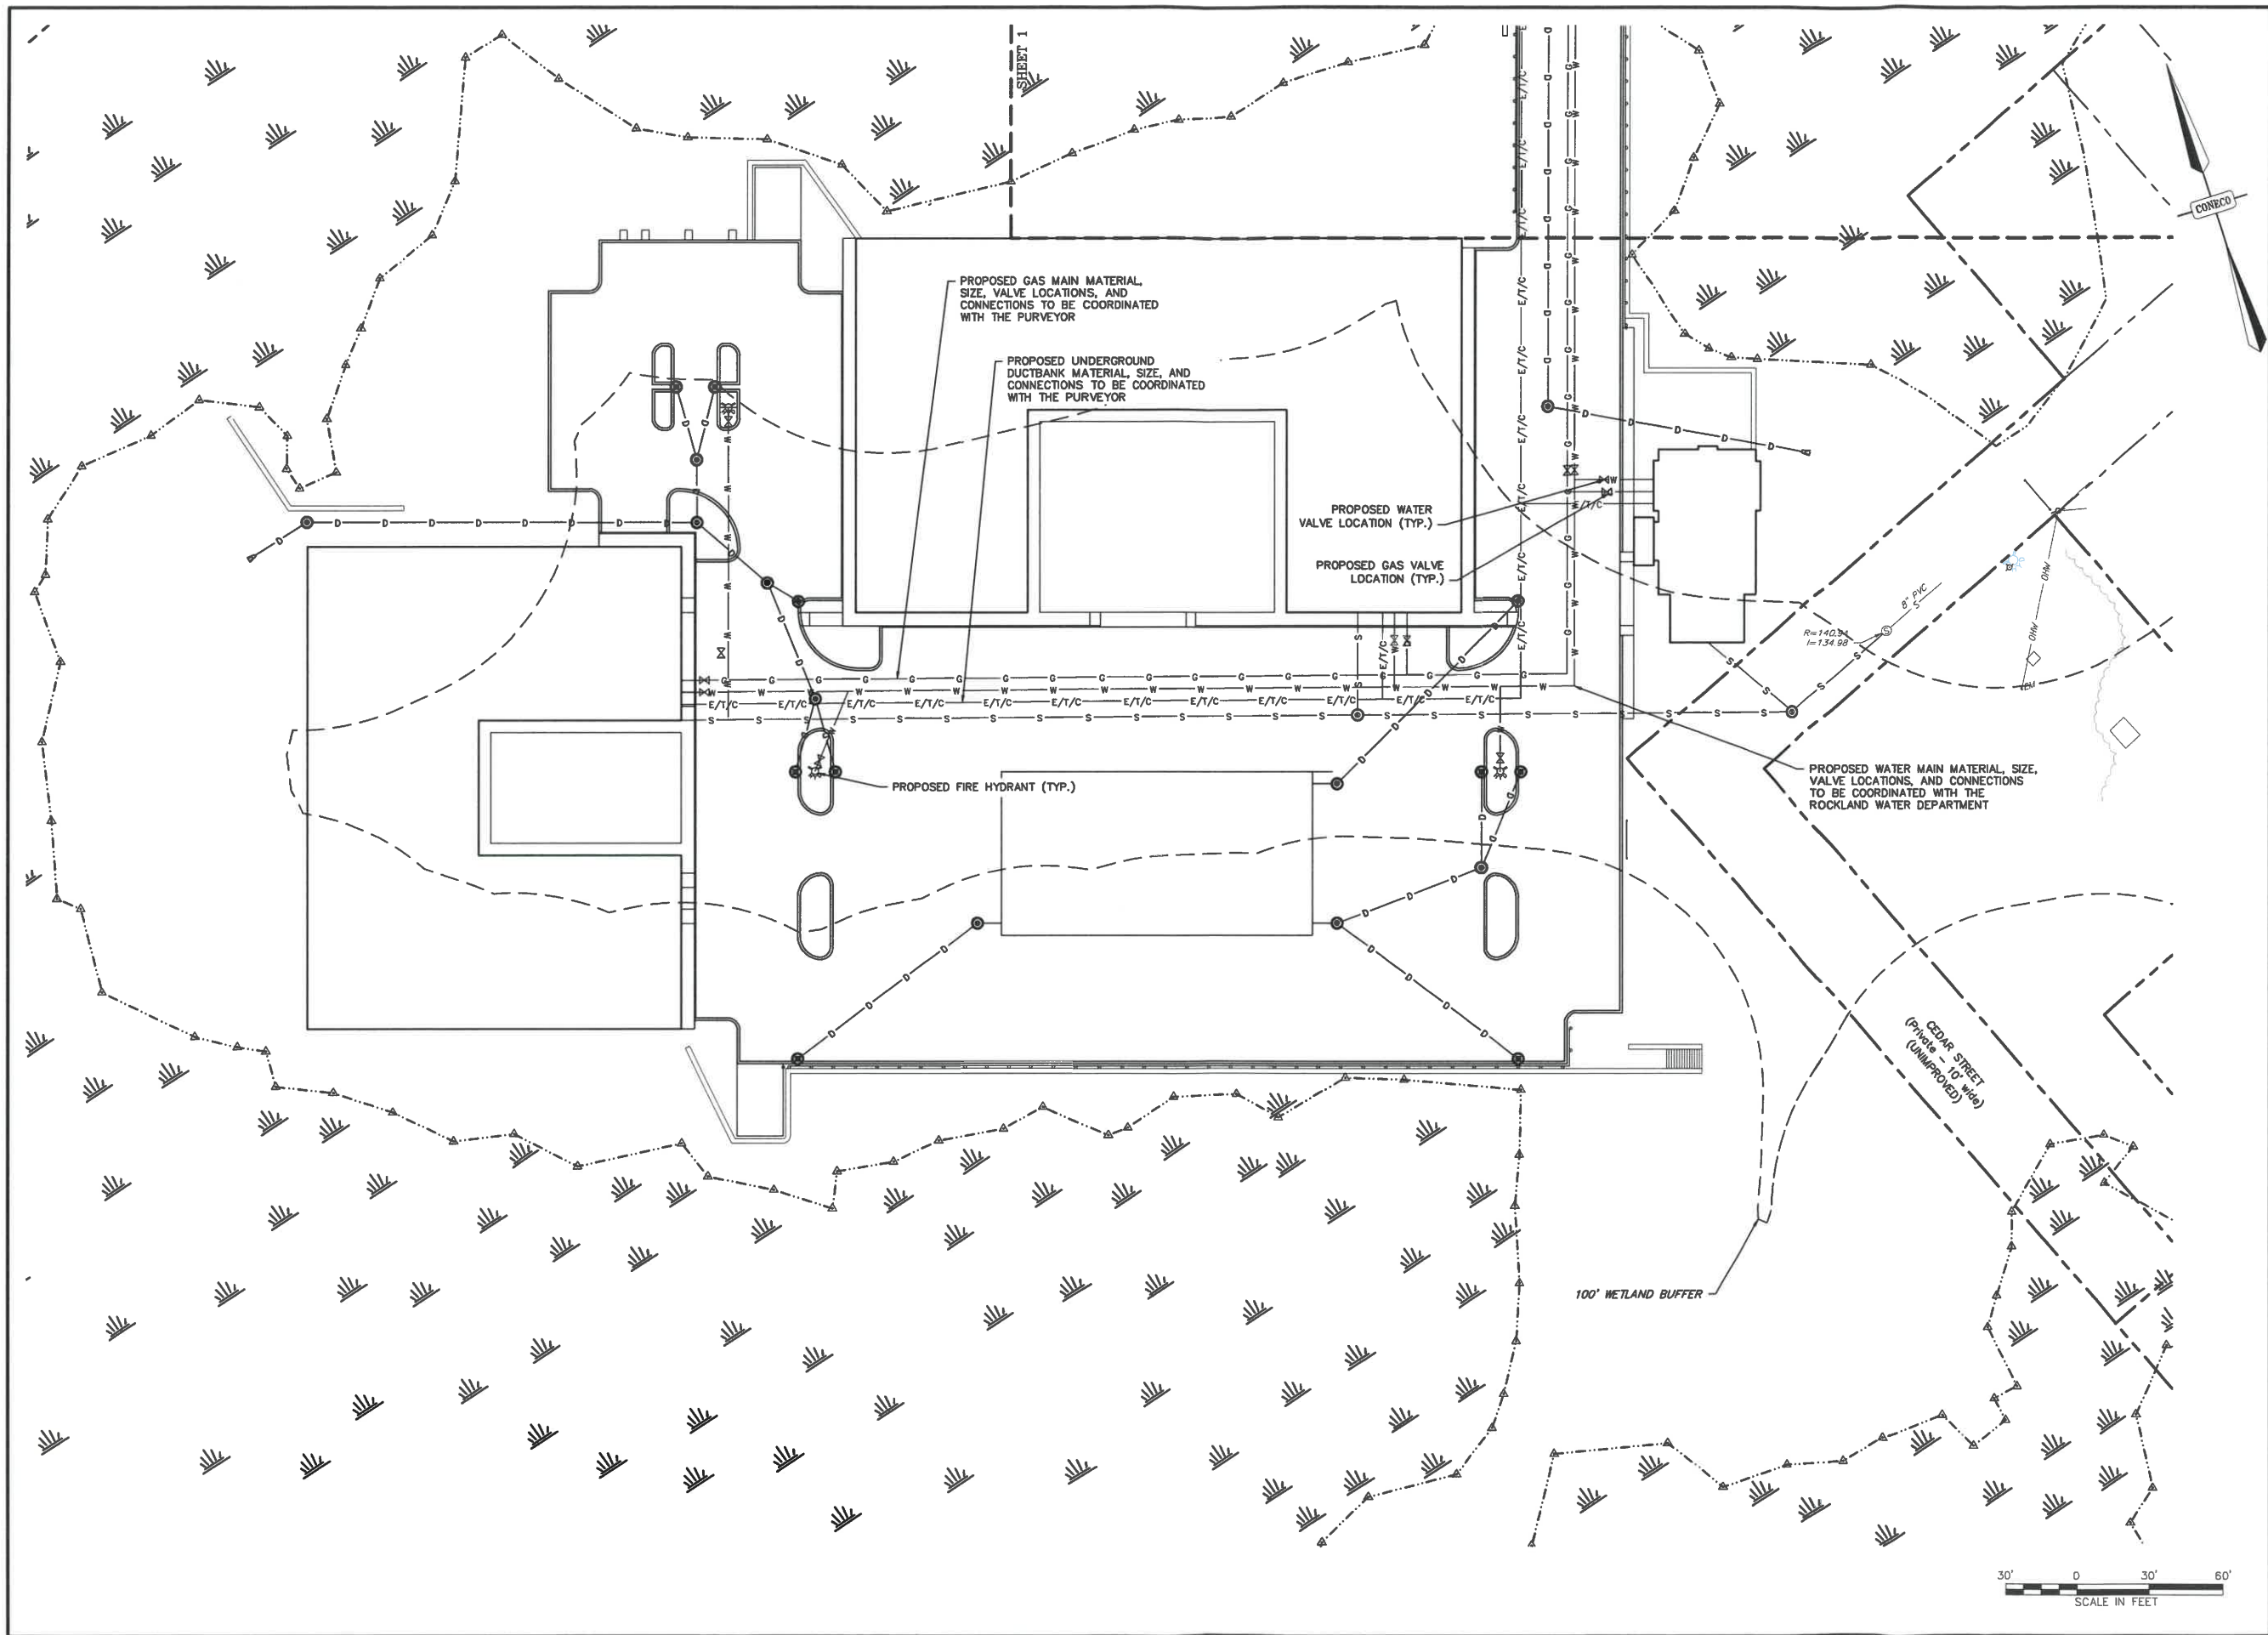 SHEET 1
CONECO
PROPOSED GAS MAIN MATERIAL,
SIZE, VALVE LOCATIONS, AND
CONNECTIONS TO BE COORDINATED
WITH THE PURVEYOR
PROPOSED UNDERGROUND
DUCTBANK MATERIAL, SIZE, AND
CONNECTIONS TO BE COORDINATED
WITH THE PURVEYOR
PROPOSED WATER
VALVE LOCATION (TYP.)
PROPOSED GAS VALVE
LOCATION (TYP.)
8" PVC
S
R=140.94
I=134.98
OHW
OHW
PROPOSED FIRE HYDRANT (TYP.)
PROPOSED WATER MAIN MATERIAL, SIZE,
VALVE LOCATIONS, AND CONNECTIONS
TO BE COORDINATED WITH THE
ROCKLAND WATER DEPARTMENT
G G G G G G G G G G G G G G G G G
W W W W W W W W W W W W W W W W W
E/T/C E/T/C E/T/C E/T/C E/T/C E/T/C E/T/C E/T/C E/T/C E/T/C E/T/C E/T/C E/T/C E/T/C E/T/C E/T/C
S S S S S S S S S S S S S S S S S S S S S S
D D D D D D D D
CEDAR STREET
(Private - 10' wide)
(UNIMPROVED)
100' WETLAND BUFFER
30' 0 30' 60'
SCALE IN FEET